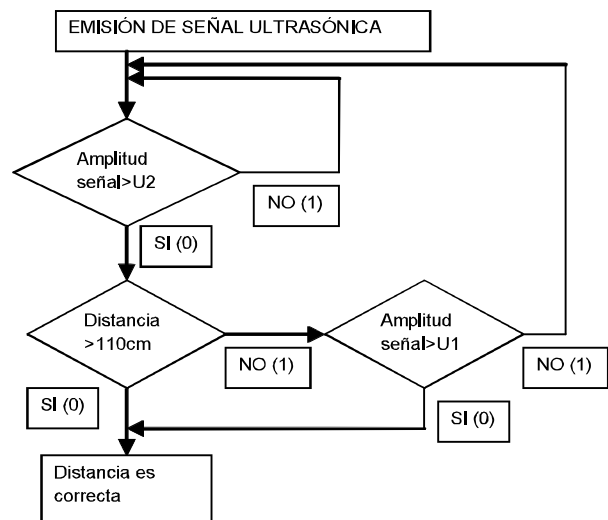 EMISIÓN DE SEÑAL ULTRASÓNICA
Amplitud
señal>U2
NO (1)
SI (0)
Distancia
>110cm
NO (1)
Amplitud
señal>U1
NO (1)
SI (0)
SI (0)
Distancia es
correcta